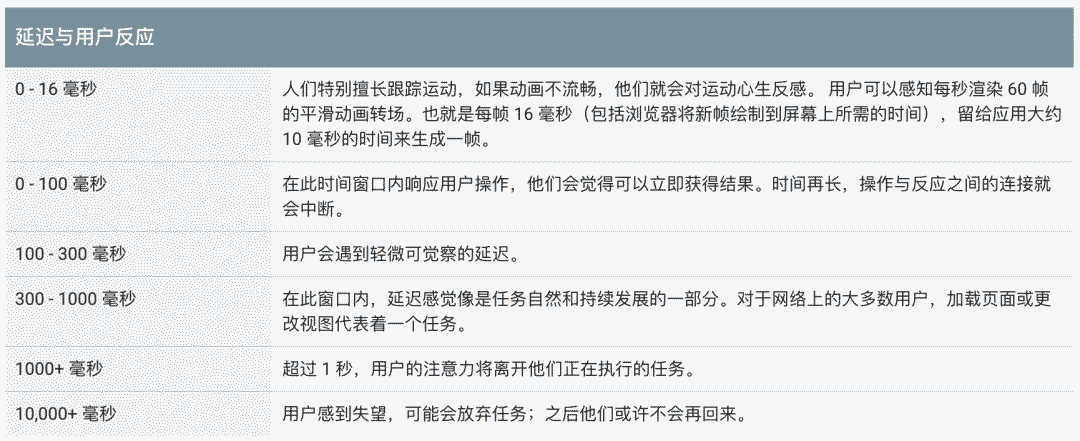 延迟与用户反应
0 - 16 毫秒
人们特别擅长跟踪运动，如果动画不流畅，他们就会对运动心生反感。 用户可以感知每秒渲染 60 帧
的平滑动画转场。也就是每帧 16 毫秒（包括浏览器将新帧绘制到屏幕上所需的时间），留给应用大约
10 毫秒的时间来生成一帧。
0 - 100 毫秒
在此时间窗口内响应用户操作，他们会觉得可以立即获得结果。时间再长，操作与反应之间的连接就
会中断。
100 - 300 毫秒
用户会遇到轻微可觉察的延迟。
300 - 1000 毫秒
在此窗口内，延迟感觉像是任务自然和持续发展的一部分。对于网络上的大多数用户，加载页面或更
改视图代表着一个任务。
1000+ 毫秒
超过 1 秒，用户的注意力将离开他们正在执行的任务。
10,000+ 毫秒
用户感到失望，可能会放弃任务；之后他们或许不会再回来。